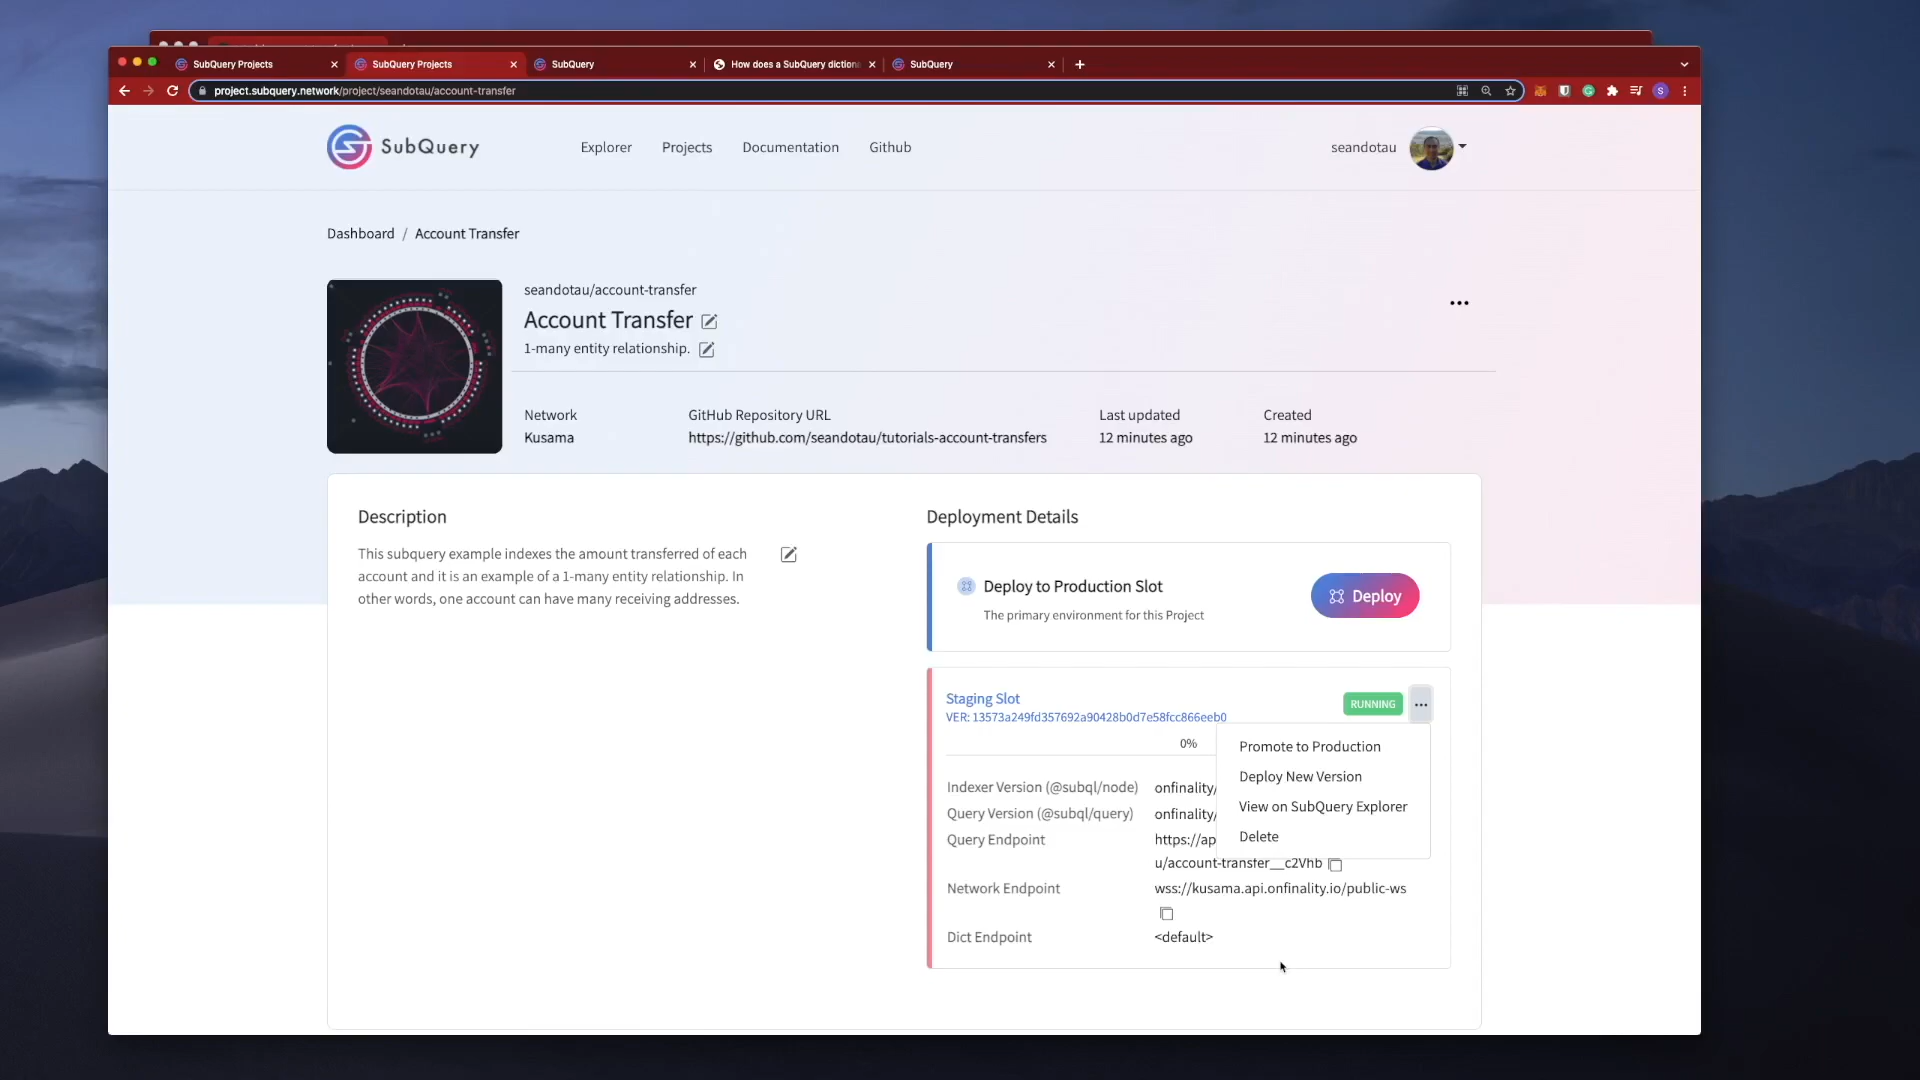 SubQuery Projects
SubQuery Projects
SubQuery
How does a SubQuery diction
SubQuery
project.subquery.network/project/seandotau/account-transfer
S
SubQuery
Explorer
Projects
Documentation
Github
seandotau
Dashboard / Account Transfer
seandotau/account-transfer
Account Transfer
1-many entity relationship.
Network
GitHub Repository URL
Last updated
Created
Kusama
https://github.com/seandotau/tutorials-account-transfers
12 minutes ago
12 minutes ago
Description
This subquery example indexes the amount transferred of each
account and it is an example of a 1-many entity relationship. In
other words, one account can have many receiving addresses.
Deployment Details
Deploy to Production Slot
The primary environment for this Project
Deploy
Staging Slot
VER: 13573a249fd357692a90428b0d7e58fcc866eeb0
RUNNING
0%
Promote to Production
Deploy New Version
View on SubQuery Explorer
Delete
Indexer Version (@subql/node)
onfinality/
Query Version (@subql/query)
onfinality/
Query Endpoint
https://ap
u/account-transfer__c2Vhb
Network Endpoint
wss://kusama.api.onfinality.io/public-ws
Dict Endpoint
<default>